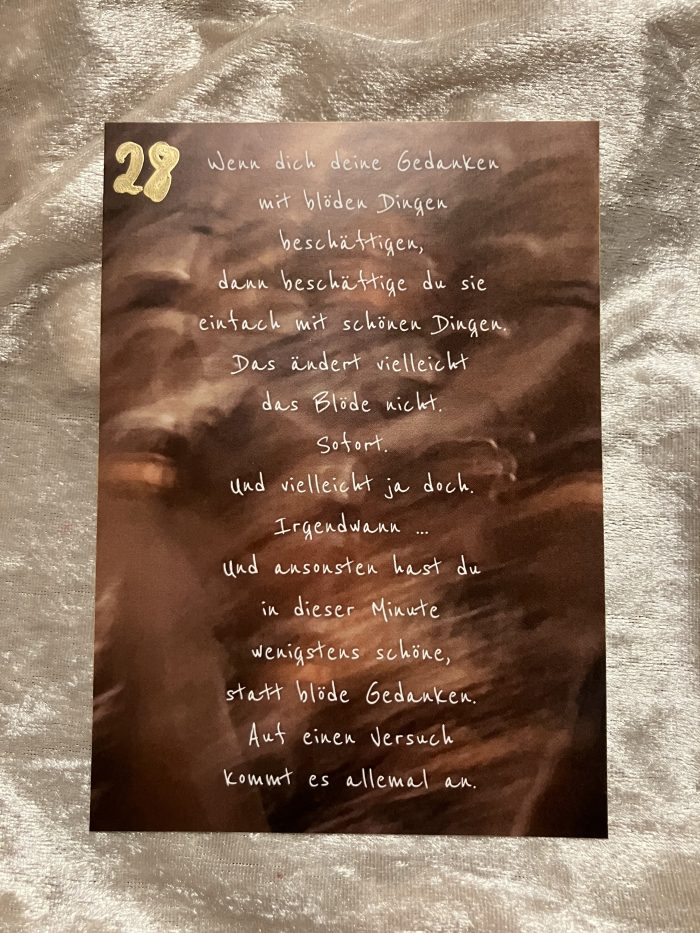 28
Wenn dich deine Gedanken
mit blöden Dingen
beschäftigen,
dann beschäftige du sie
einfach mit schönen Dingen.
Das ändert vielleicht
das Blöde nicht.
Sofort.
Und vielleicht ja doch.
Irgendwann ...
Und ansonsten hast du
in dieser Minute
wenigstens schöne,
statt blöde Gedanken.
Auf einen Versuch
kommt es allemal an.